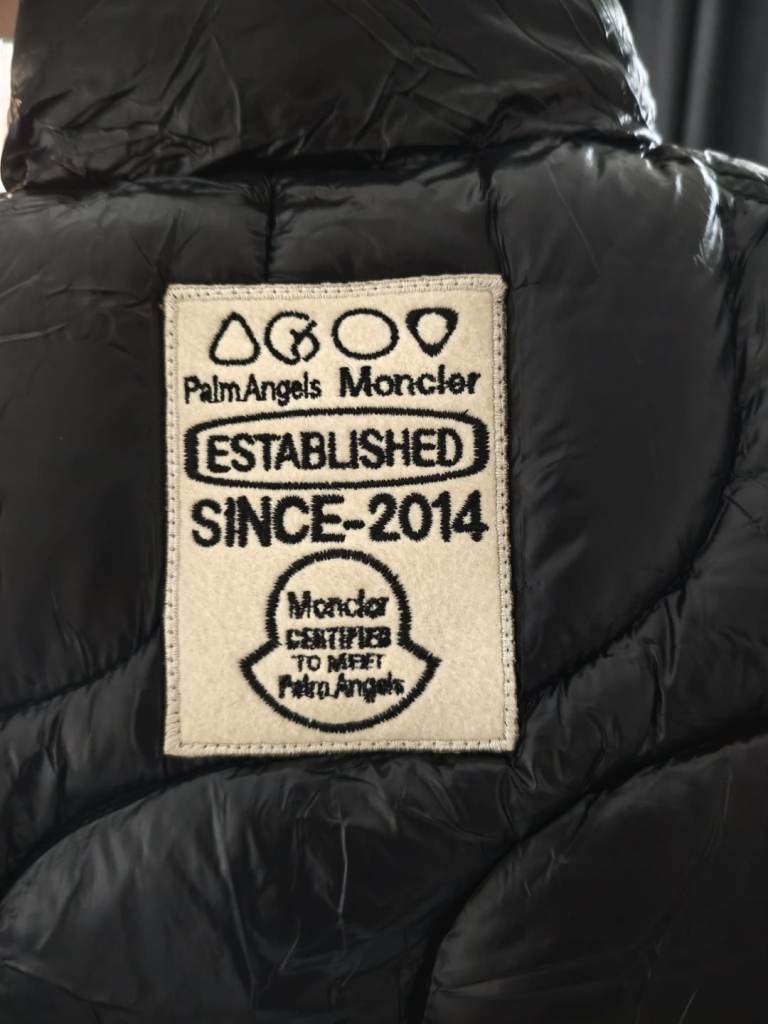 PalmAngels Moncler
ESTABLISHED
SINCE-2014
Moncler
CERTIFIED
TO MEET
Palm Angels